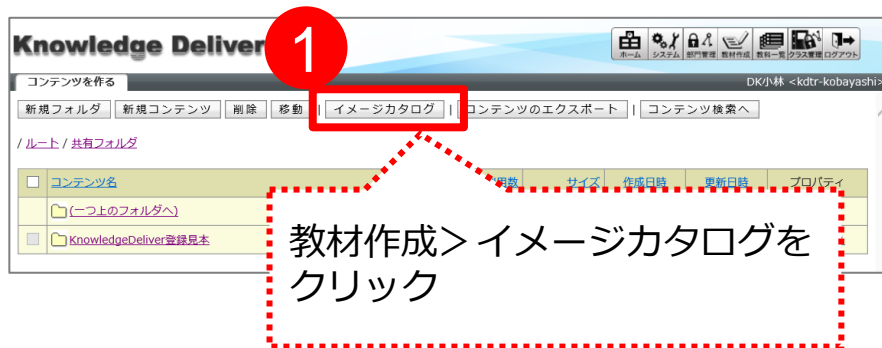 Knowledge Deliver
1
ホーム システム 部門管理 教材作成 教科一覧 クラス管理 ログアウト
コンテンツを作る
DK小林 <kdtr-kobayashi>
新規フォルダ 新規コンテンツ 削除 移動 | イメージカタログ | コンテンツのエクスポート | コンテンツ検索へ
/ ルート / 共有フォルダ
コンテンツ名 用数 サイズ 作成日時 更新日時 プロパティ
(一つ上のフォルダへ)
KnowledgeDeliver登録見本
教材作成＞イメージカタログを
クリック